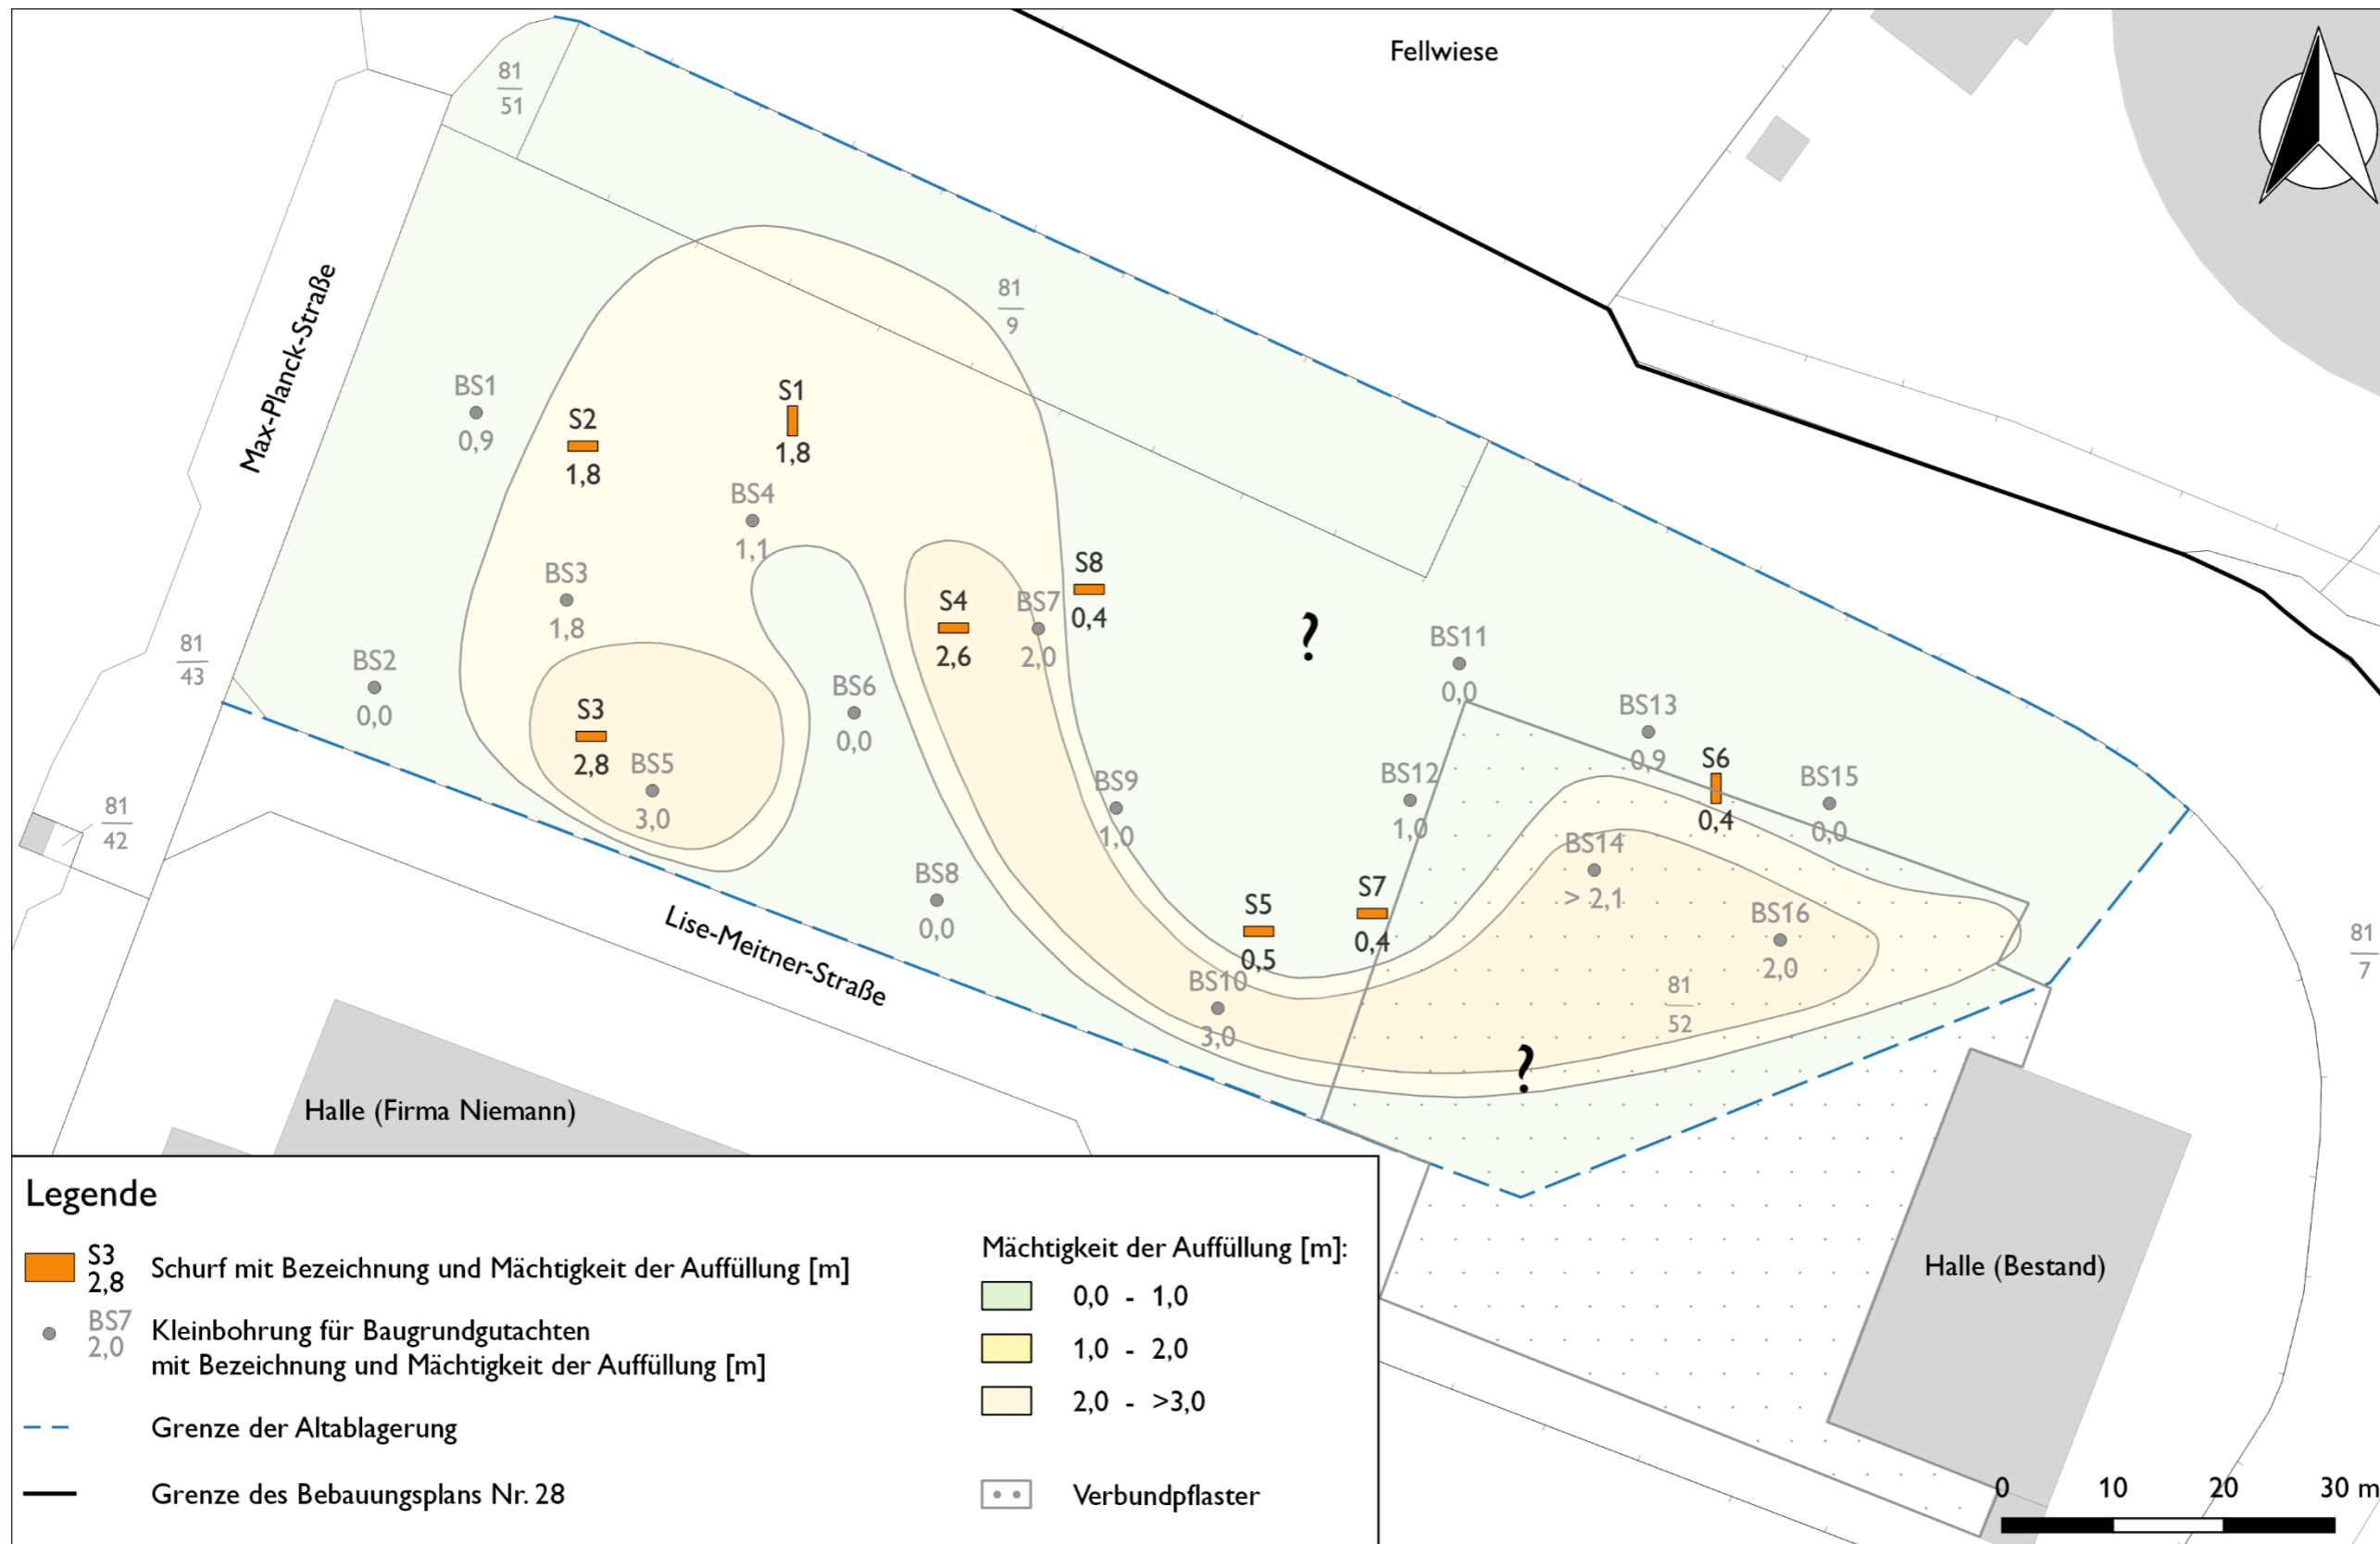 Fellwiese
81
51
81
9
Max-Planck-Straße
BS1
0,9
S2
1,8
S1
1,8
BS4
1,1
BS3
1,8
S8
0,4
S4
2,6
BS7
2,0
?
BS11
0,0
81
43
BS2
0,0
BS6
0,0
S3
2,8
BS5
3,0
BS13
0,9
S6
0,4
BS15
0,0
BS9
1,0
BS12
1,0
81
42
BS14
> 2,1
BS8
0,0
S5
0,5
S7
0,4
BS16
2,0
81
7
Lise-Meitner-Straße
BS10
3,0
81
52
?
Halle (Firma Niemann)
Halle (Bestand)
Legende
S3
2,8
Schurf mit Bezeichnung und Mächtigkeit der Auffüllung [m]
BS7
2,0
Kleinbohrung für Baugrundgutachten
mit Bezeichnung und Mächtigkeit der Auffüllung [m]
Grenze der Altablagerung
Grenze des Bebauungsplans Nr. 28
Mächtigkeit der Auffüllung [m]:
0,0 - 1,0
1,0 - 2,0
2,0 - >3,0
Verbundpflaster
0 10 20 30 m